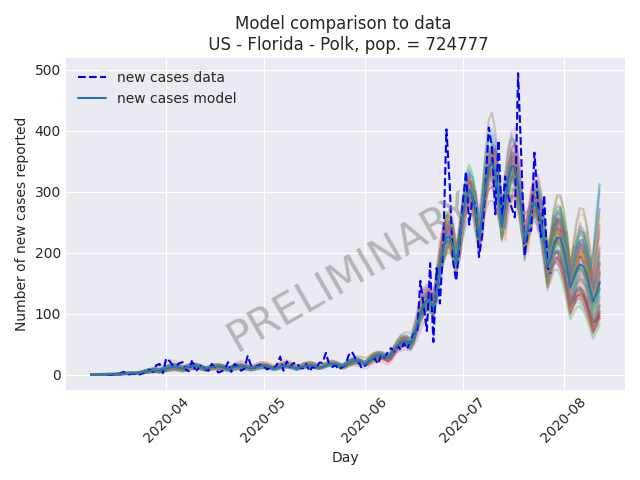 Model comparison to data
US - Florida - Polk, pop. = 724777
new cases data
new cases model
Number of new cases reported
500
400
300
200
100
0
PRELIMINARY
2020-04
2020-05
2020-06
2020-07
2020-08
Day